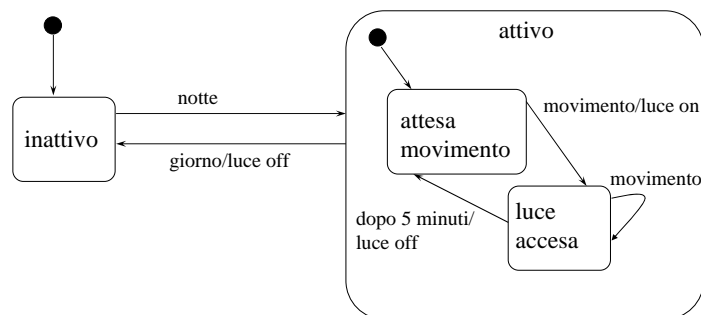 attivo
notte
inattivo
giorno/luce off
attesa
movimento
movimento/luce on
movimento
dopo 5 minuti/
luce off
luce
accesa